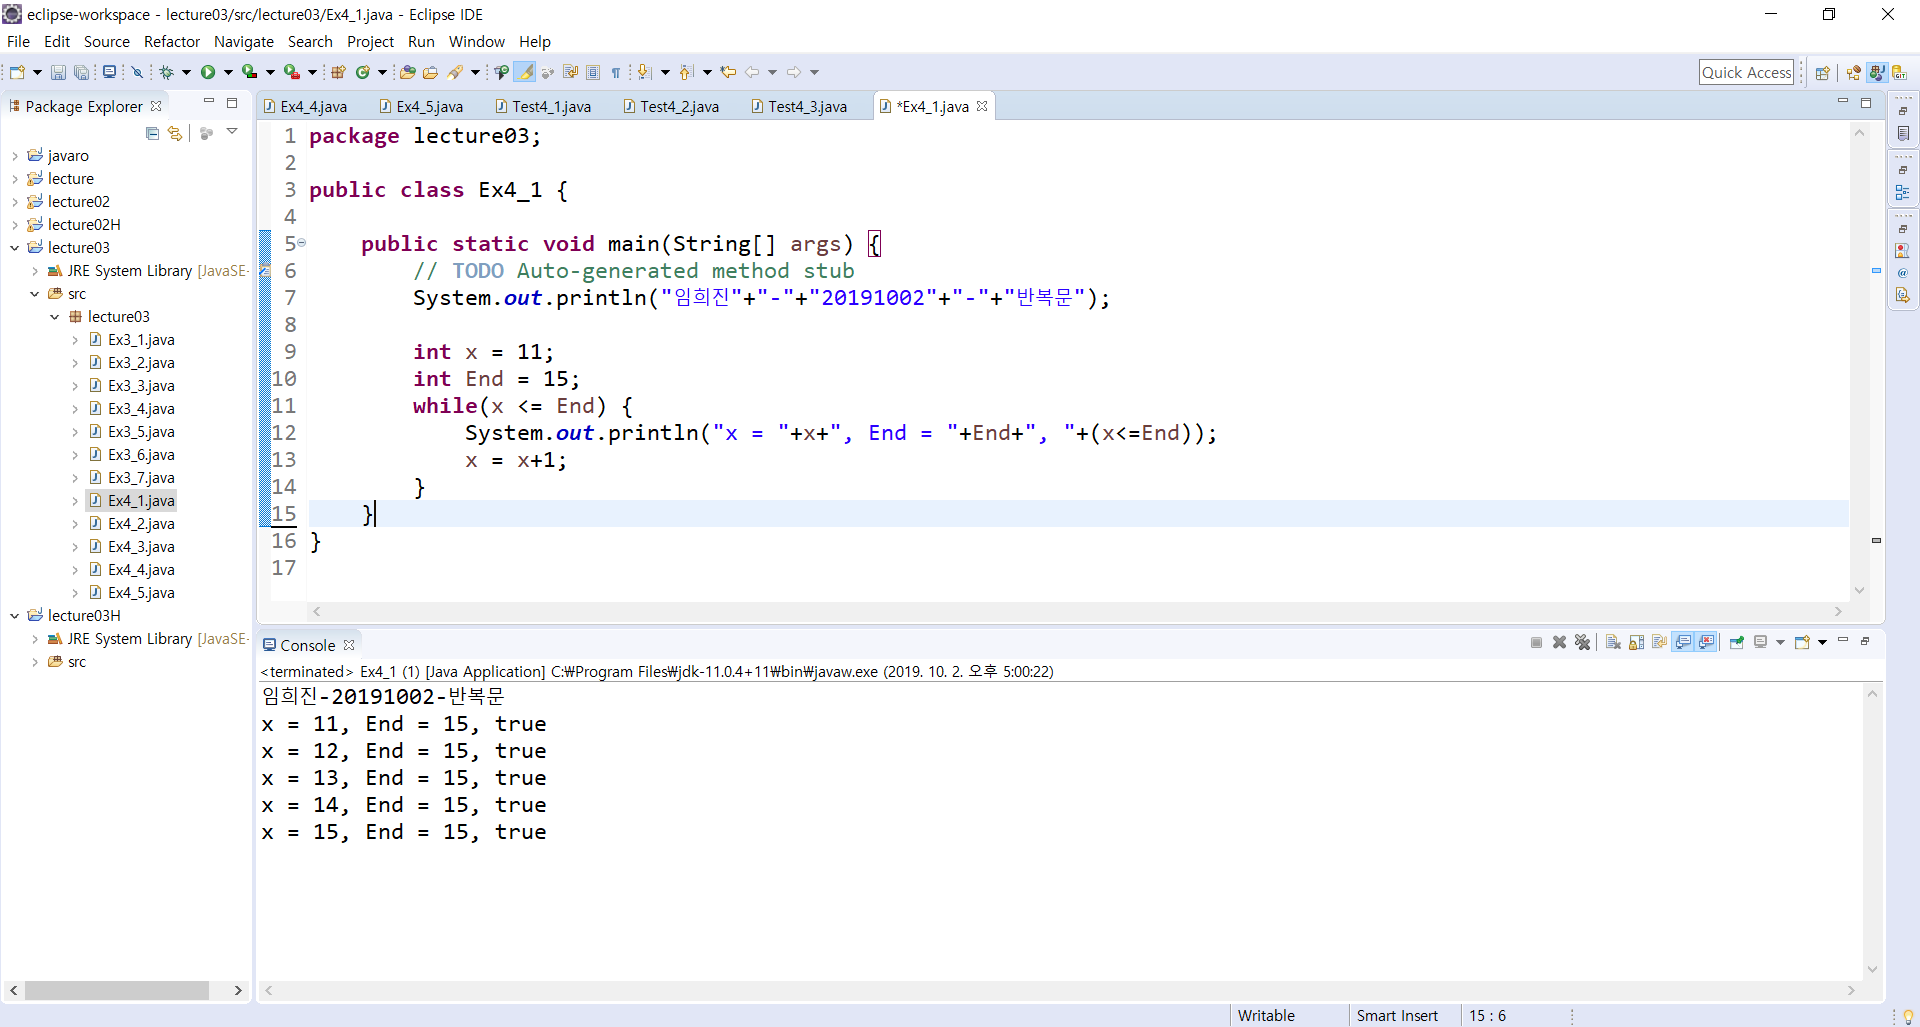 eclipse-workspace - lecture03/src/lecture03/Ex4_1.java - Eclipse IDE
File Edit Source Refactor Navigate Search Project Run Window Help
Quick Access
Package Explorer
javaro
lecture
lecture02
lecture02H
lecture03
JRE System Library [JavaSE-
src
lecture03
Ex3_1.java
Ex3_2.java
Ex3_3.java
Ex3_4.java
Ex3_5.java
Ex3_6.java
Ex3_7.java
Ex4_1.java
Ex4_2.java
Ex4_3.java
Ex4_4.java
Ex4_5.java
lecture03H
JRE System Library [JavaSE-
src
Ex4_4.java Ex4_5.java Test4_1.java Test4_2.java Test4_3.java *Ex4_1.java
1 package lecture03;
2
3 public class Ex4_1 {
4
5 public static void main(String[] args) {
6 // TODO Auto-generated method stub
7 System.out.println("임희진"+"-"+"20191002"+"-"+"반복문");
8
9 int x = 11;
10 int End = 15;
11 while(x <= End) {
12 System.out.println("x = "+x+", End = "+End+", "+(x<=End));
13 x = x+1;
14 }
15 }
16 }
17
Console
<terminated> Ex4_1 (1) [Java Application] C:₩Program Files₩jdk-11.0.4+11₩bin₩javaw.exe (2019. 10. 2. 오후 5:00:22)
임희진-20191002-반복문
x = 11, End = 15, true
x = 12, End = 15, true
x = 13, End = 15, true
x = 14, End = 15, true
x = 15, End = 15, true
Writable Smart Insert 15 : 6